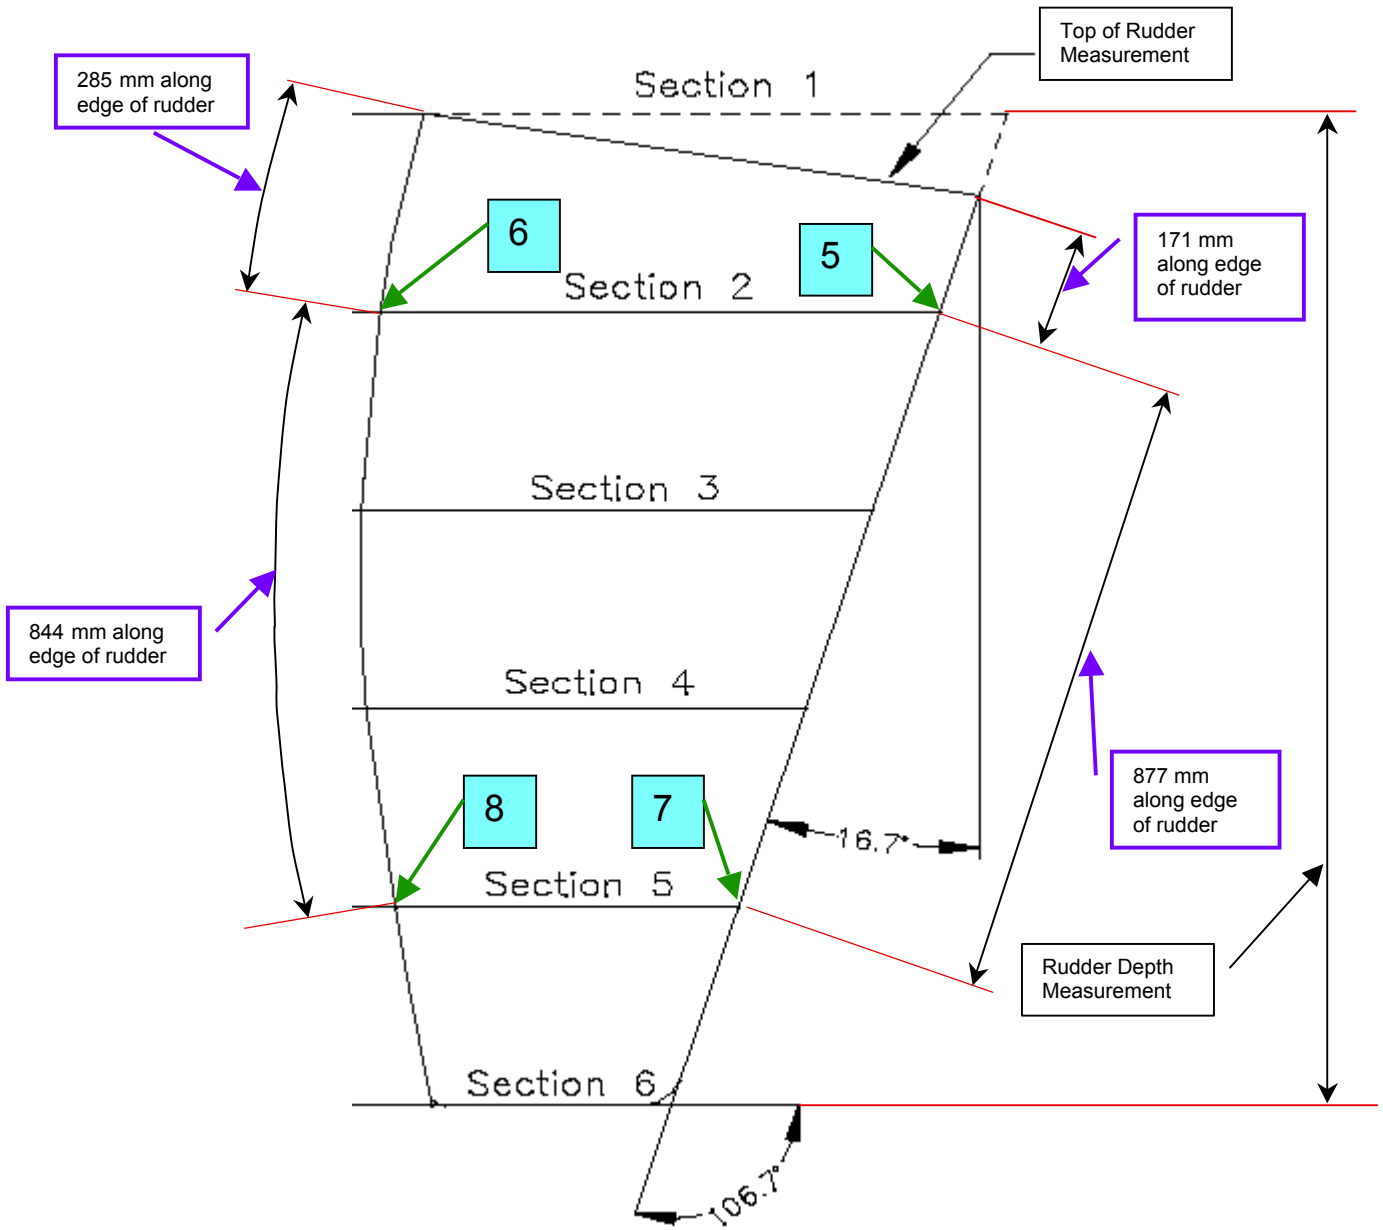 Top of Rudder
Measurement
285 mm along
edge of rudder
Section 1
6
5
171 mm
along edge
of rudder
Section 2
Section 3
844 mm along
edge of rudder
Section 4
877 mm
along edge
of rudder
8
7
16.7°
Section 5
Rudder Depth
Measurement
Section 6
106.7°